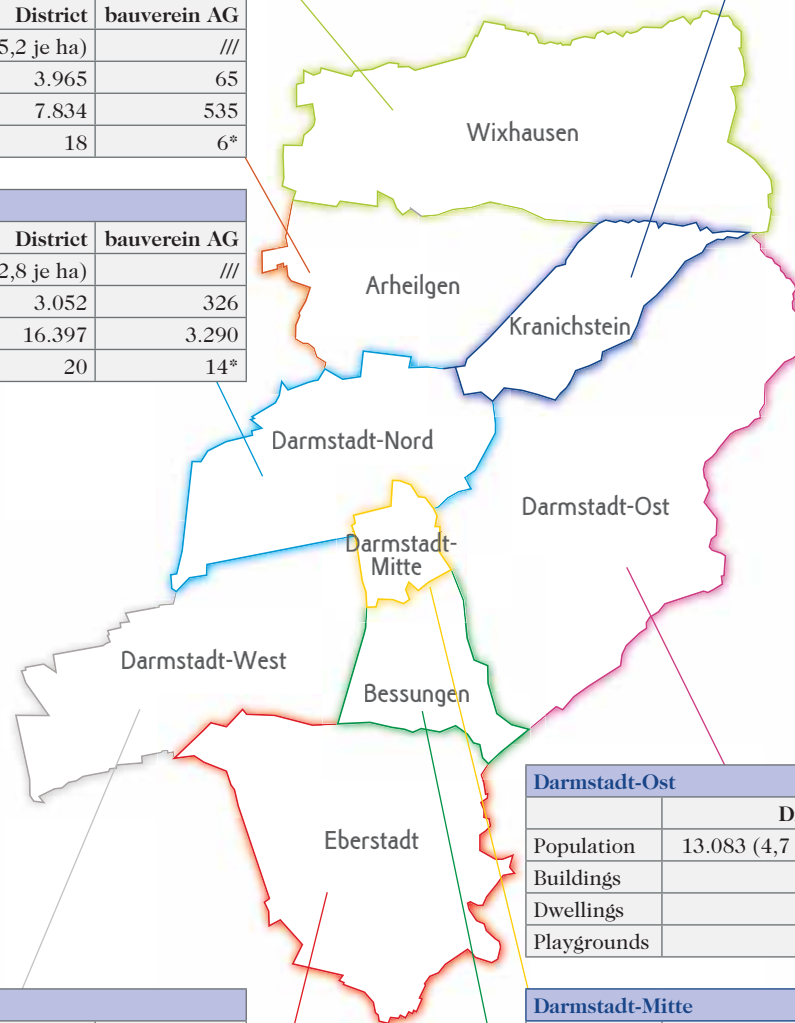 District bauverein AG
5,2 je ha) ///
3.965 65
7.834 535
18 6*
Wixhausen
District bauverein AG
2,8 je ha) ///
3.052 326
16.397 3.290
20 14*
Arheilgen
Kranichstein
Darmstadt-Nord
Darmstadt-Ost
Darmstadt-
Mitte
Darmstadt-West
Bessungen
Eberstadt
Darmstadt-Ost
D
Population 13.083 (4,7
Buildings
Dwellings
Playgrounds
Darmstadt-Mitte